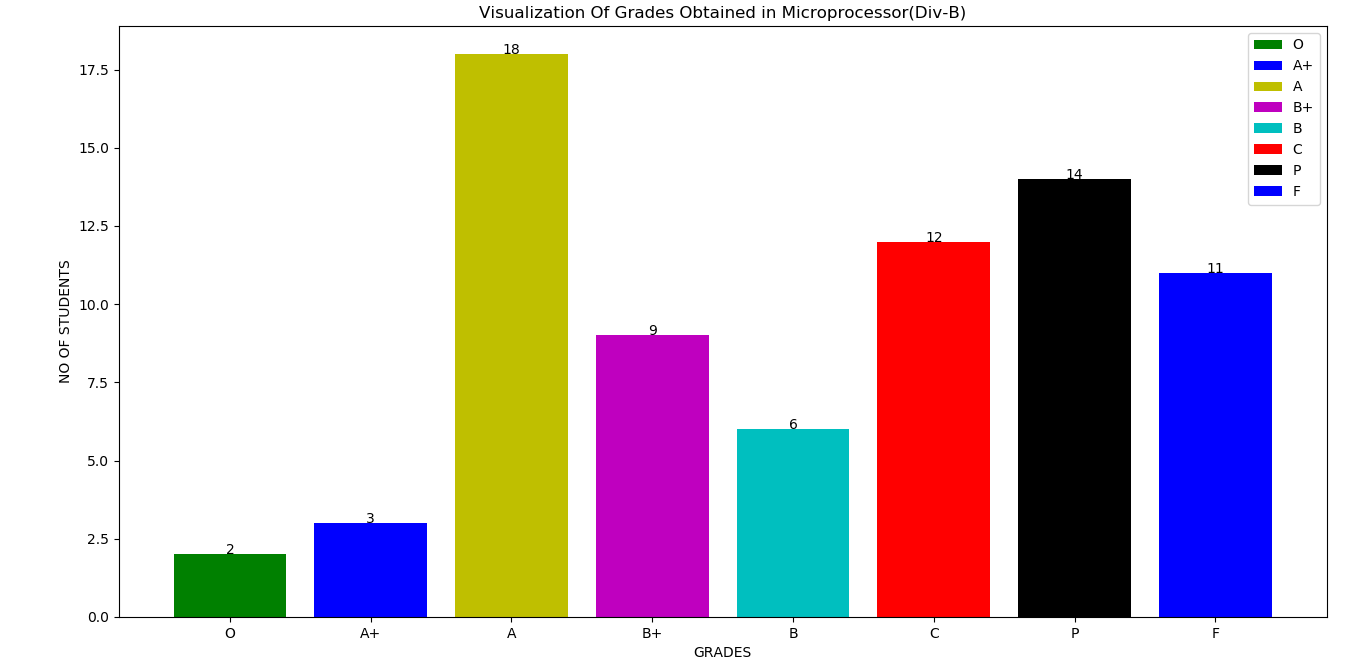 Visualization Of Grades Obtained in Microprocessor(Div-B)
O
A+
A
B+
B
C
P
F
NO OF STUDENTS
17.5
15.0
12.5
10.0
7.5
5.0
2.5
0.0
2
3
18
9
6
12
14
11
O A+ A B+ B C P F
GRADES